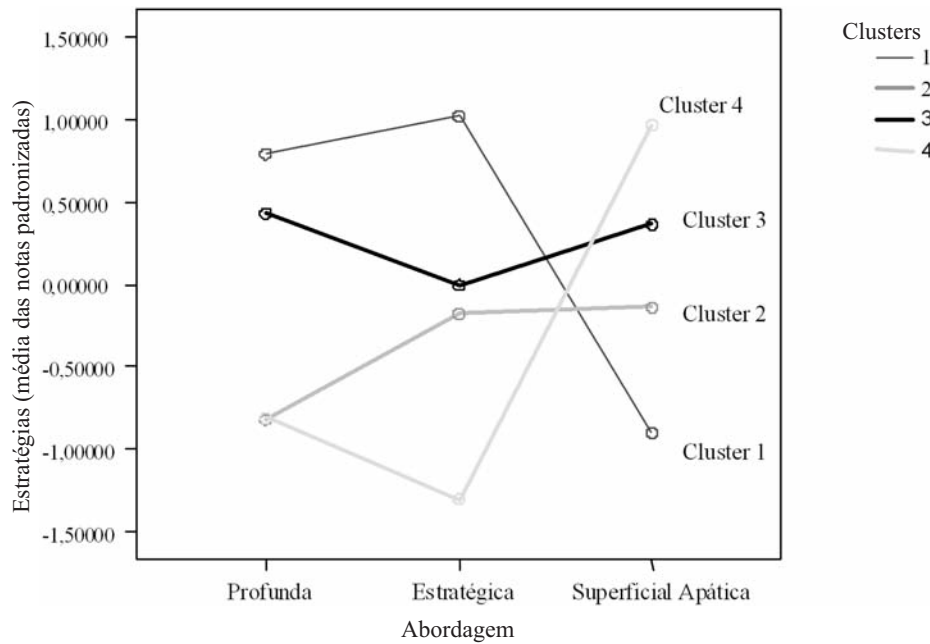 Estratégias (média das notas padronizadas)
1,50000
1,00000
0,50000
0,00000
-0,50000
-1,00000
-1,50000
Cluster 4
Cluster 3
Cluster 2
Cluster 1
Profunda
Estratégica
Superficial Apática
Abordagem
Clusters
1
2
3
4